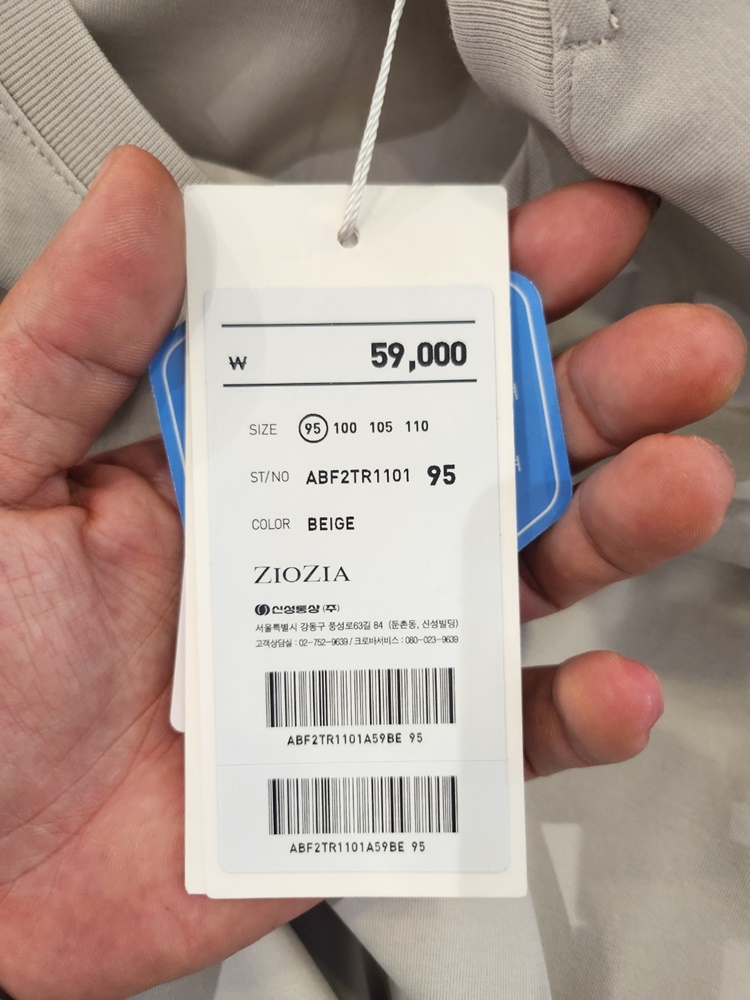 ₩ 59,000
SIZE 95 100 105 110
ST/NO ABF2TR1101 95
COLOR BEIGE
ZIOZIA
신성통상 (주)
서울특별시 강동구 풍성로63길 84 (둔촌동, 신성빌딩)
고객상담실 : 02-752-9639 / 크로바서비스 : 080-023-9639
ABF2TR1101A59BE 95
ABF2TR1101A59BE 95